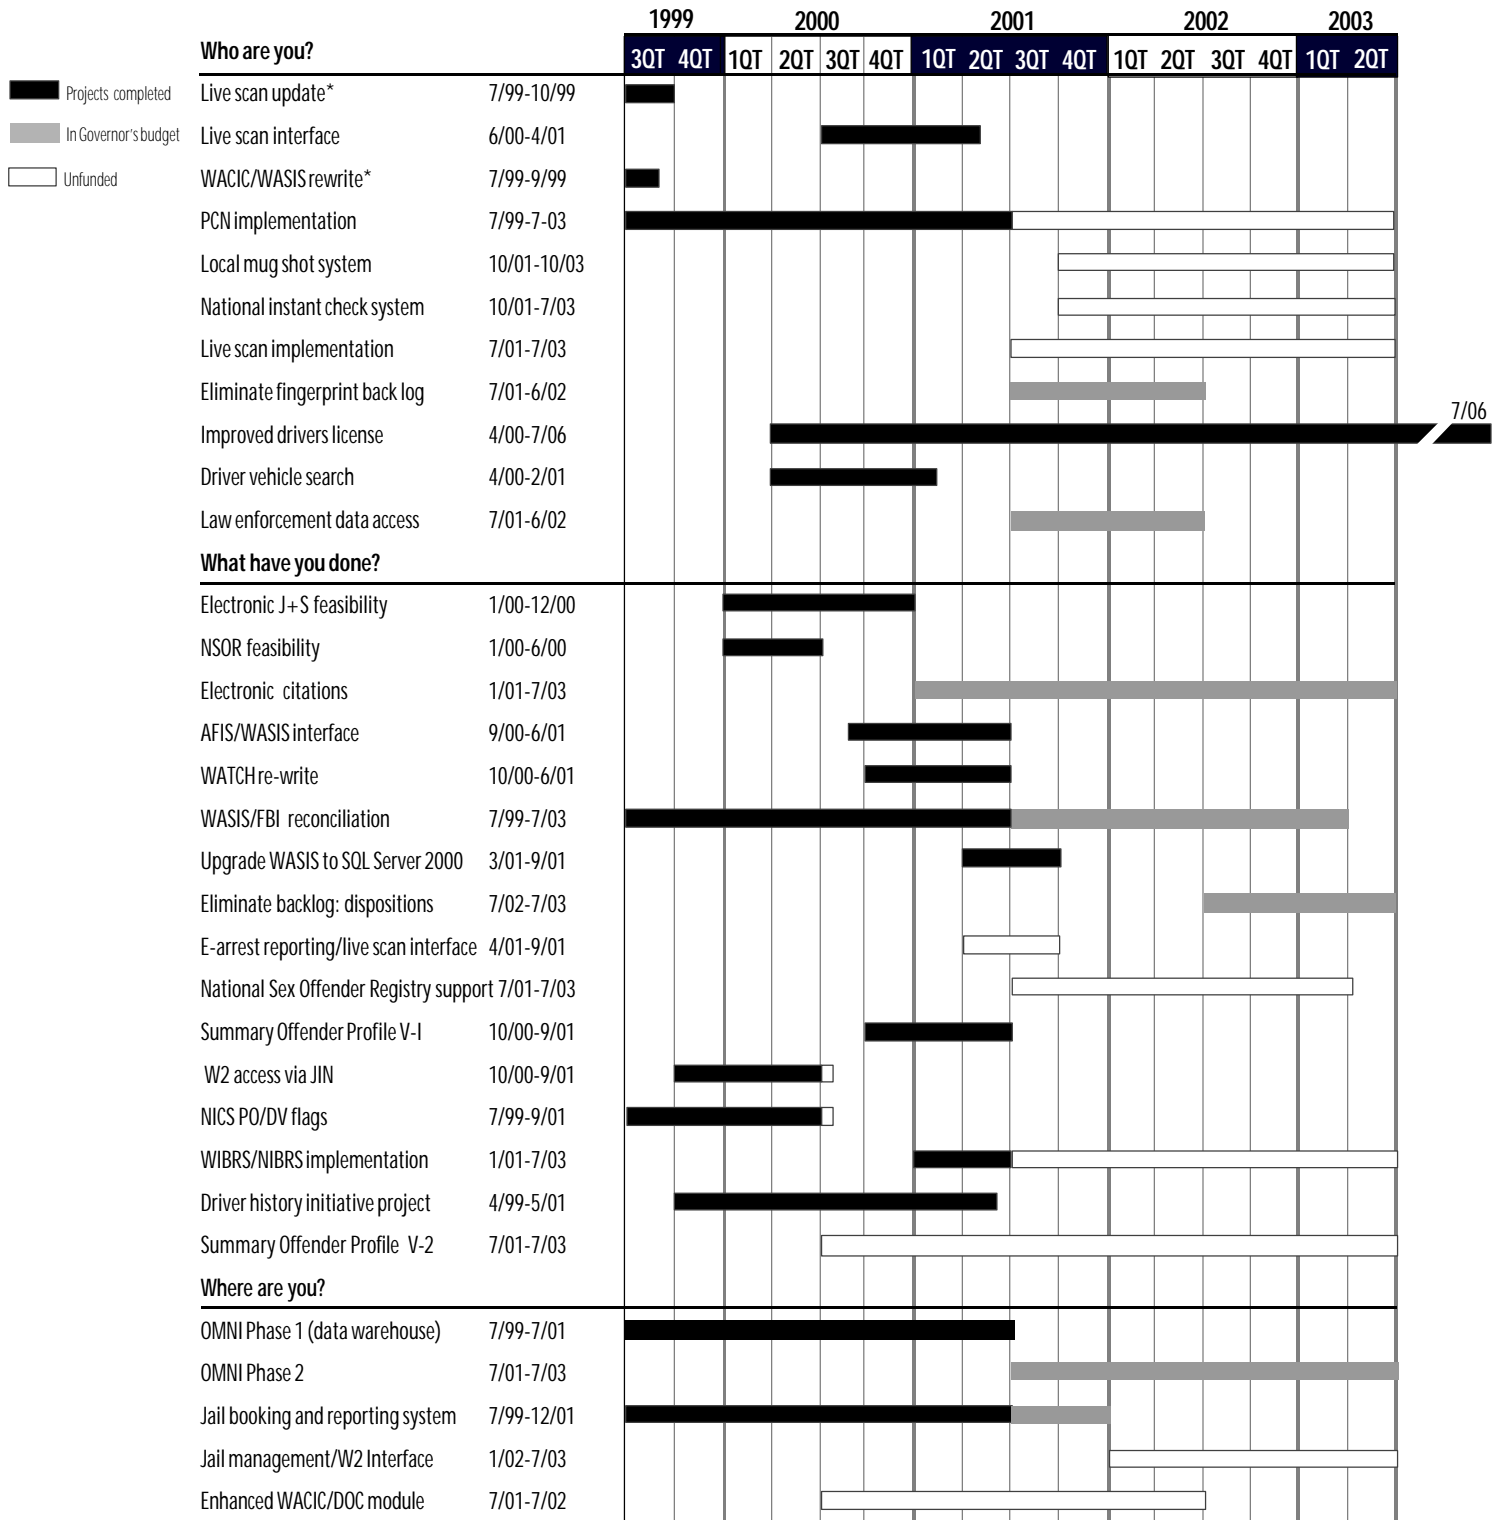 1999 2000 2001 2002 2003
Who are you? 3QT 4QT 1QT 2QT 3QT 4QT 1QT 2QT 3QT 4QT 1QT 2QT 3QT 4QT 1QT 2QT
Projects completed Live scan update* 7/99-10/99
In Governor's budget Live scan interface 6/00-4/01
Unfunded WACIC/WASIS rewrite* 7/99-9/99
PCN implementation 7/99-7-03
Local mug shot system 10/01-10/03
National instant check system 10/01-7/03
Live scan implementation 7/01-7/03
Eliminate fingerprint back log 7/01-6/02
7/06
Improved drivers license 4/00-7/06
Driver vehicle search 4/00-2/01
Law enforcement data access 7/01-6/02
What have you done?
Electronic J+S feasibility 1/00-12/00
NSOR feasibility 1/00-6/00
Electronic citations 1/01-7/03
AFIS/WASIS interface 9/00-6/01
WATCH re-write 10/00-6/01
WASIS/FBI reconciliation 7/99-7/03
Upgrade WASIS to SQL Server 2000 3/01-9/01
Eliminate backlog: dispositions 7/02-7/03
E-arrest reporting/live scan interface 4/01-9/01
National Sex Offender Registry support 7/01-7/03
Summary Offender Profile V-I 10/00-9/01
W2 access via JIN 10/00-9/01
NICS PO/DV flags 7/99-9/01
WIBRS/NIBRS implementation 1/01-7/03
Driver history initiative project 4/99-5/01
Summary Offender Profile V-2 7/01-7/03
Where are you?
OMNI Phase 1 (data warehouse) 7/99-7/01
OMNI Phase 2 7/01-7/03
Jail booking and reporting system 7/99-12/01
Jail management/W2 Interface 1/02-7/03
Enhanced WACIC/DOC module 7/01-7/02